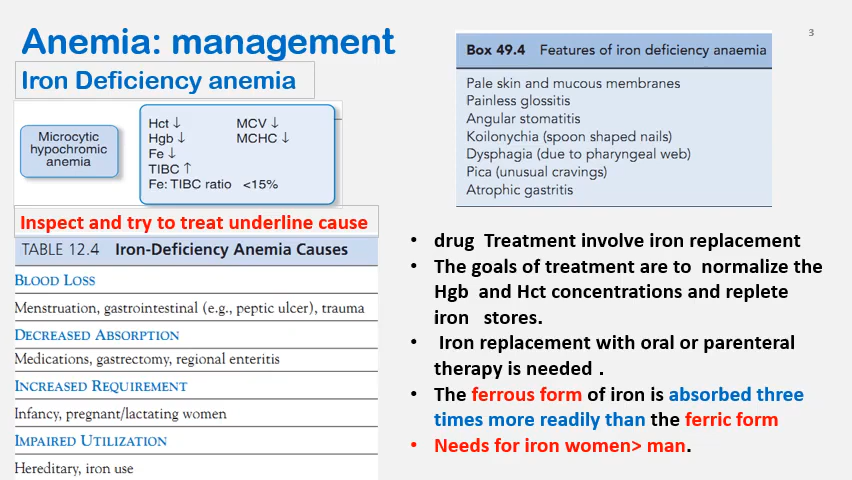 3
Anemia: management
Iron Deficiency anemia
Microcytic
hypochromic
anemia
Hct ↓ MCV ↓
Hgb ↓ MCHC ↓
Fe ↓
TIBC ↑
Fe: TIBC ratio <15%
Inspect and try to treat underline cause
TABLE 12.4 Iron-Deficiency Anemia Causes
BLOOD LOSS
Menstruation, gastrointestinal (e.g., peptic ulcer), trauma
DECREASED ABSORPTION
Medications, gastrectomy, regional enteritis
INCREASED REQUIREMENT
Infancy, pregnant/lactating women
IMPAIRED UTILIZATION
Hereditary, iron use
Box 49.4 Features of iron deficiency anaemia
Pale skin and mucous membranes
Painless glossitis
Angular stomatitis
Koilonychia (spoon shaped nails)
Dysphagia (due to pharyngeal web)
Pica (unusual cravings)
Atrophic gastritis
• drug Treatment involve iron replacement
• The goals of treatment are to normalize the
Hgb and Hct concentrations and replete
iron stores.
• Iron replacement with oral or parenteral
therapy is needed .
• The ferrous form of iron is absorbed three
times more readily than the ferric form
• Needs for iron women> man.